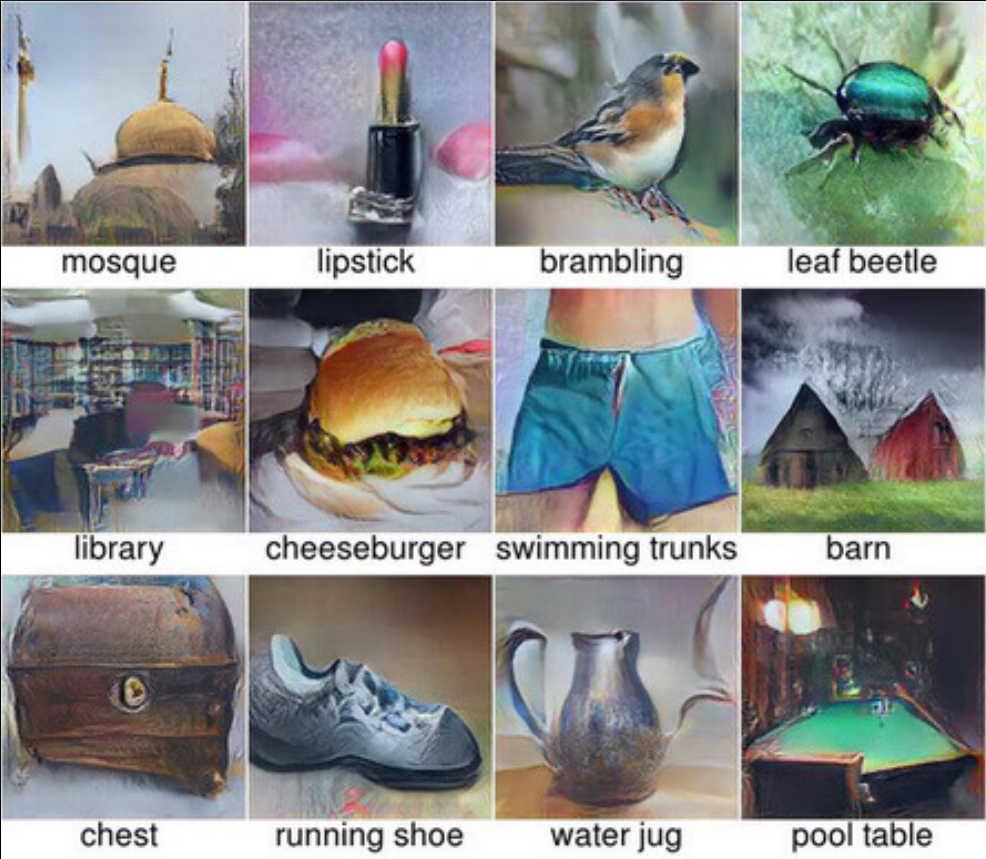 mosque
lipstick
brambling
leaf beetle
library
cheeseburger
swimming trunks
barn
chest
running shoe
water jug
pool table